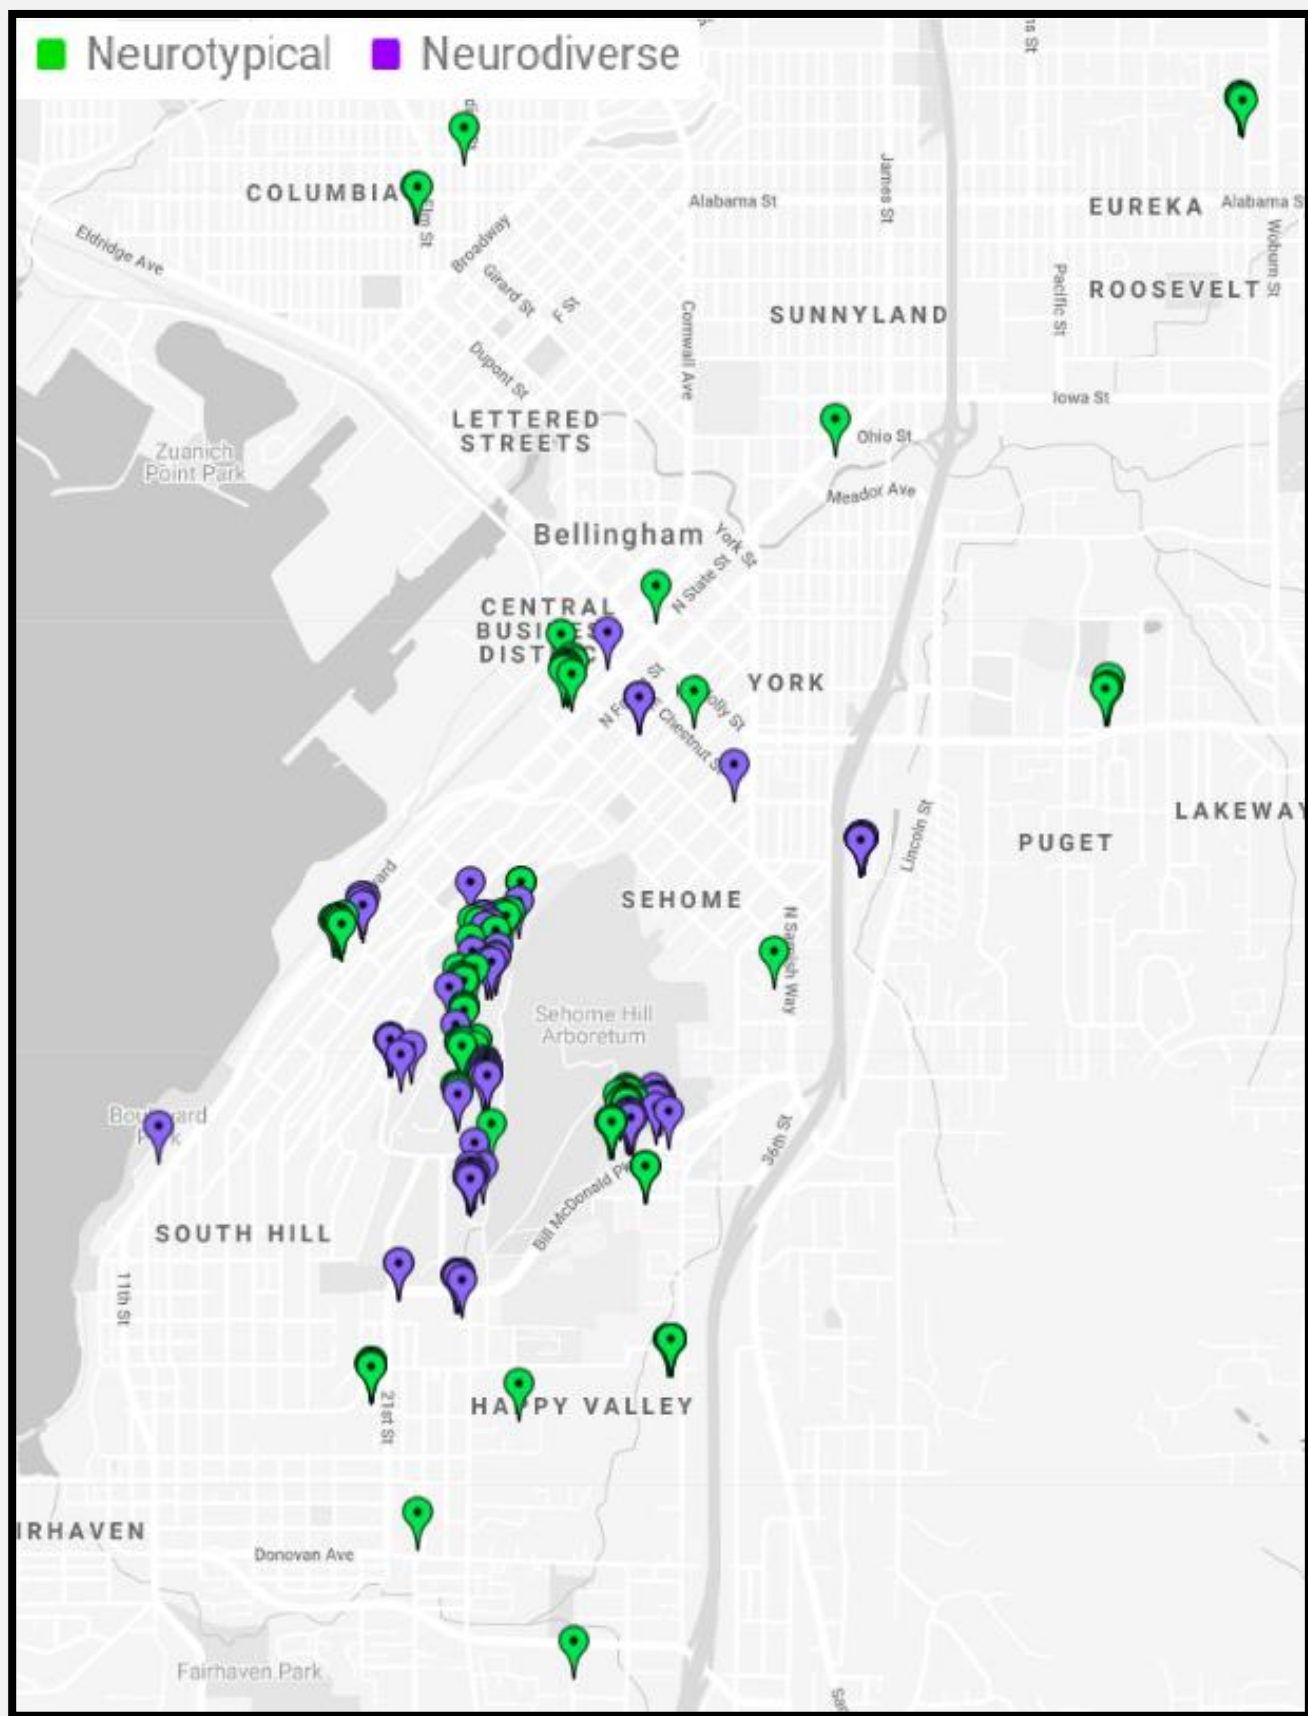 Neurotypical Neurodiverse
COLUMBIA
Elm St
Eldridge Ave
Broadway
Girard St
F St
Dupont St
Alabama St
James St
EUREKA
Alabama S
Woburn St
ROOSEVELT
Pacific St
SUNNYLAND
Cornwall Ave
Iowa St
LETTERED
STREETS
Ohio St
Zuanich
Point Park
Meador Ave
Bellingham
York St
N State St
CENTRAL
YORK
Chestnut St
LAKEWAY
PUGET
Lincoln St
SEHOME
Sehome Hill
Arboretum
36th St
Bill McDonald
SOUTH HILL
11th St
21st St
VALLEY
IRHAVEN
Donovan Ave
Fairhaven Park